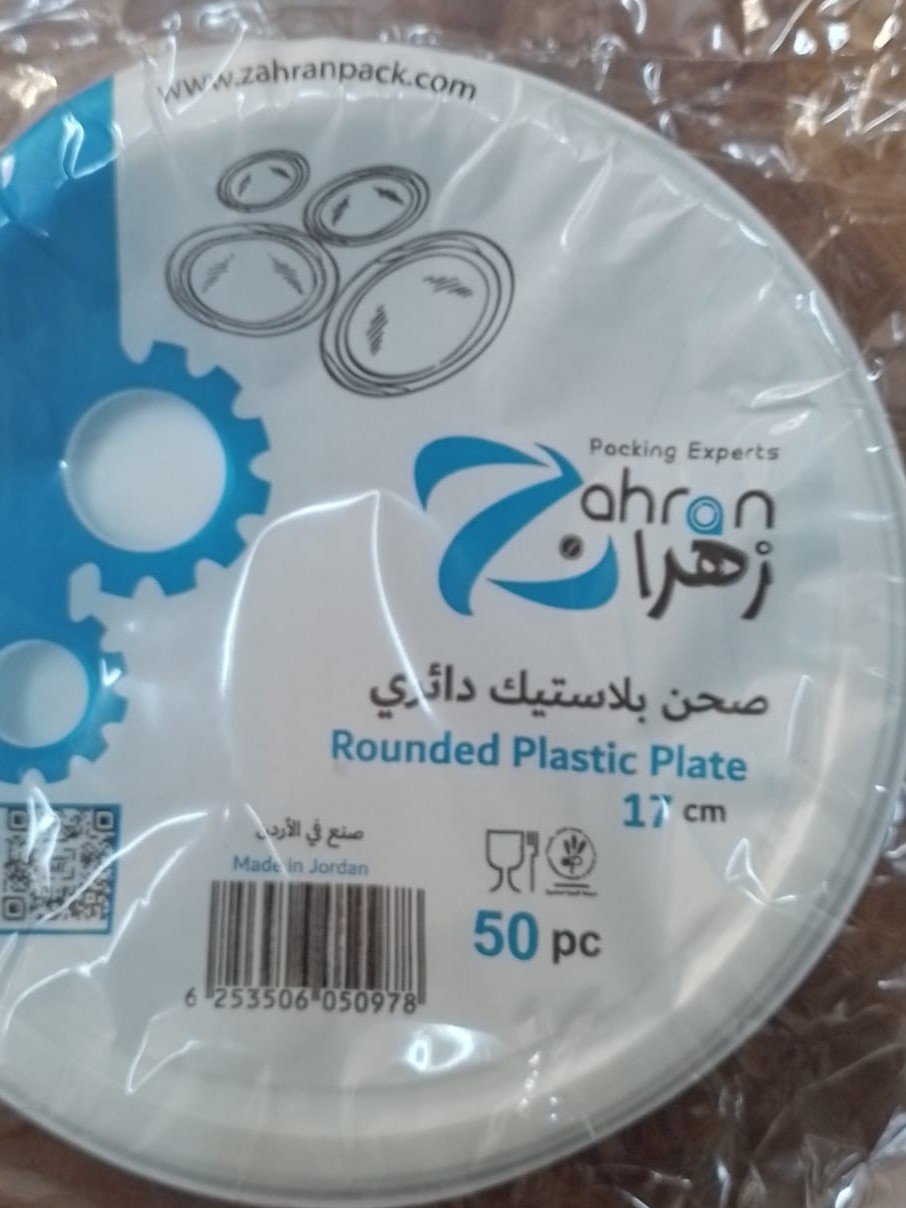 www.zahranpack.com
Packing Experts
Zahran
زهران
صحن بلاستيك دائري
Rounded Plastic Plate
17 cm
صنع في الأردن
Made in Jordan
50 pc
6 253506 050978